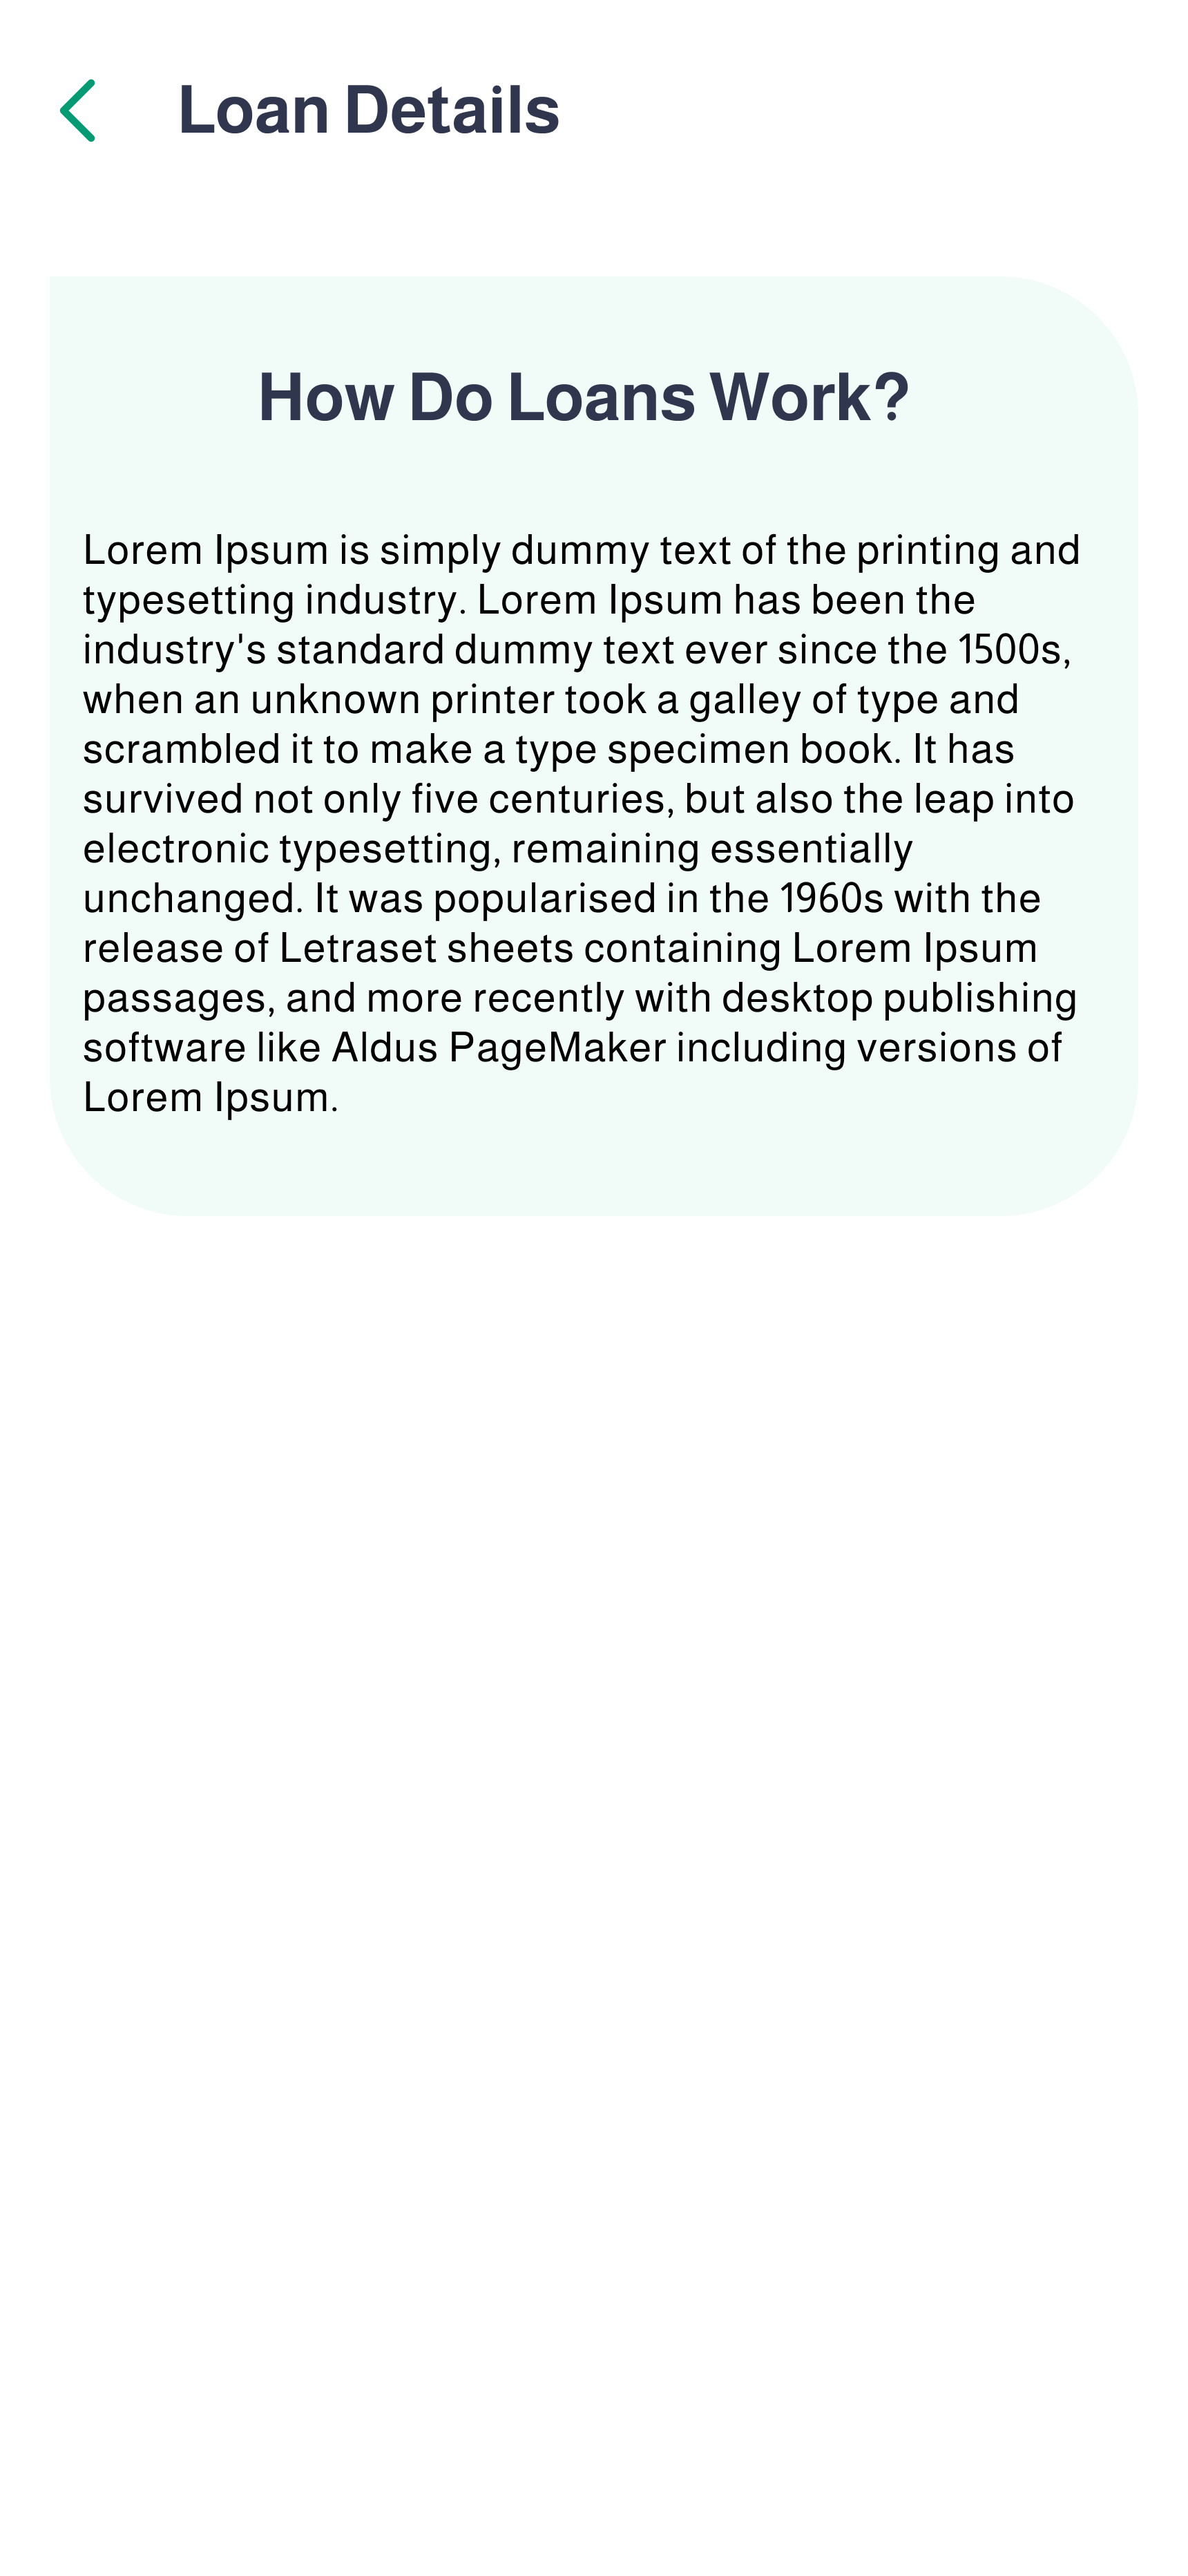 Loan Details
How Do Loans Work?
Lorem Ipsum is simply dummy text of the printing and
typesetting industry. Lorem Ipsum has been the
industry's standard dummy text ever since the 1500s,
when an unknown printer took a galley of type and
scrambled it to make a type specimen book. It has
survived not only five centuries, but also the leap into
electronic typesetting, remaining essentially
unchanged. It was popularised in the 1960s with the
release of Letraset sheets containing Lorem Ipsum
passages, and more recently with desktop publishing
software like Aldus PageMaker including versions of
Lorem Ipsum.